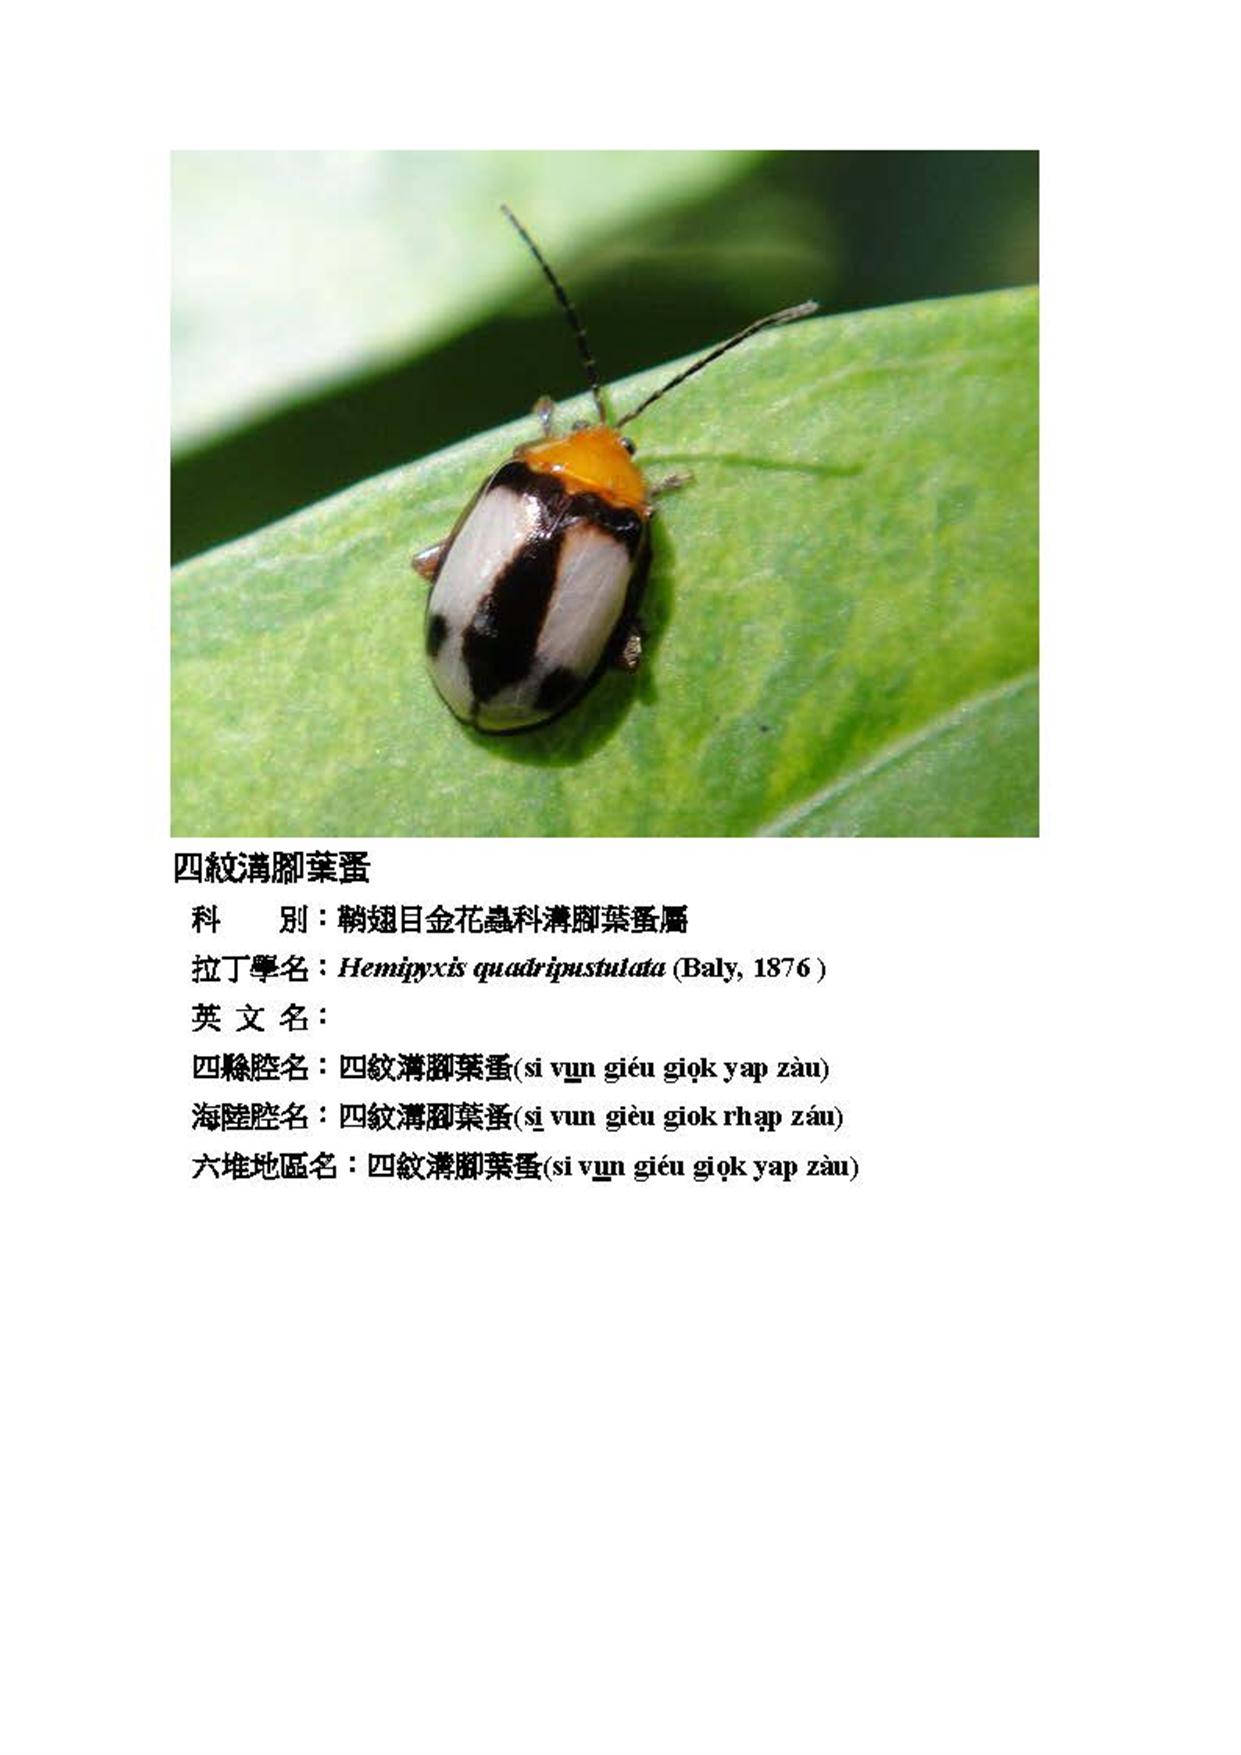 四紋溝腳葉蚤
科　　別：鞘翅目金花蟲科溝腳葉蚤屬
拉丁學名：Hemipyxis quadripustulata (Baly, 1876 )
英 文 名：
四縣腔名：四紋溝腳葉蚤(si vu̲n giéu giọk yap zàu)
海陸腔名：四紋溝腳葉蚤(si̲ vun gièu giok rhạp záu)
六堆地區名：四紋溝腳葉蚤(si vu̲n giéu giọk yap zàu)